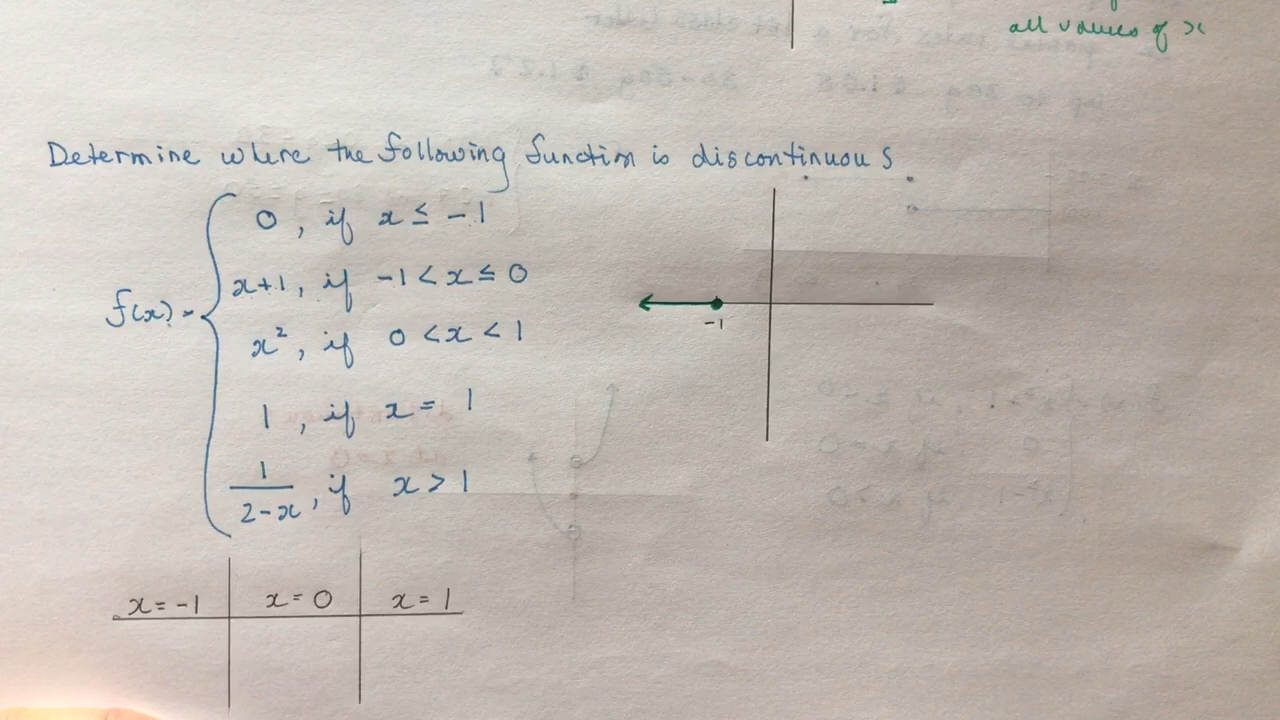 all values of x
Determine where the following function is discontinuous
f(x) = { 0, if x ≤ -1
x+1, if -1 < x ≤ 0
x², if 0 < x < 1
1, if x = 1
1/(2-x), if x > 1
-1
x = -1 | x = 0 | x = 1